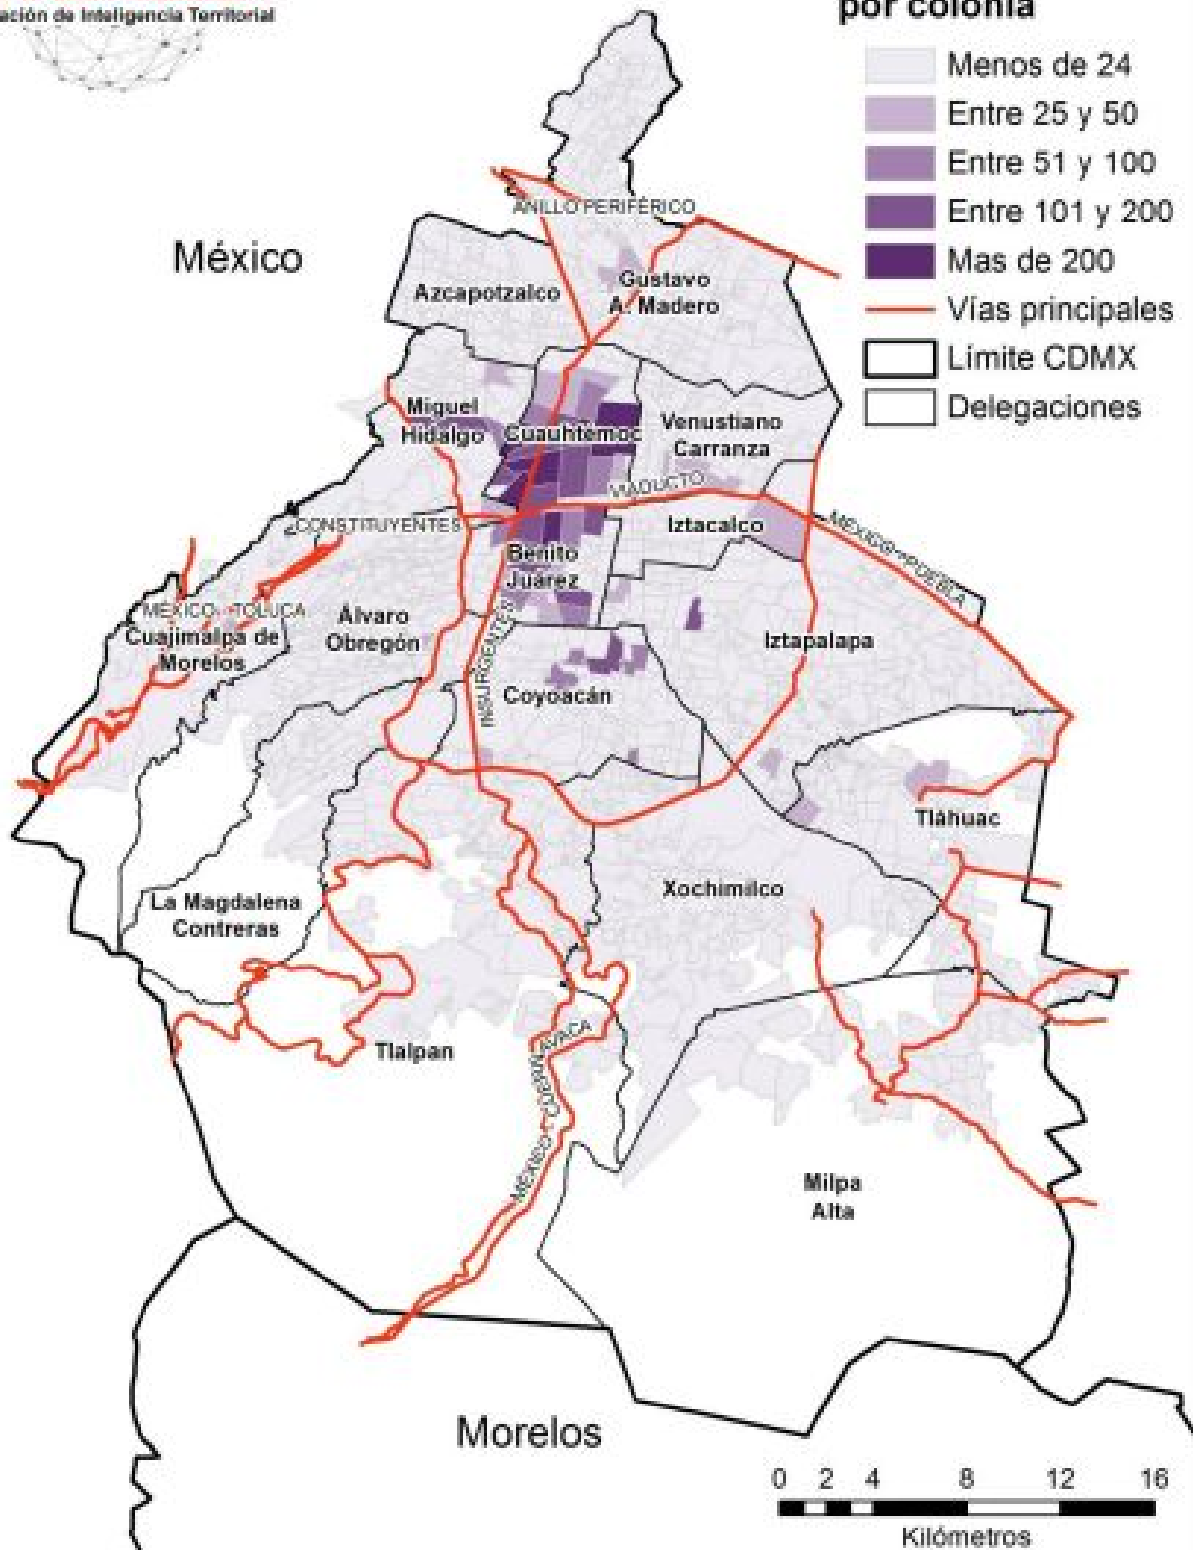 ación de Inteligencia Territorial
por colonia
Menos de 24
Entre 25 y 50
Entre 51 y 100
Entre 101 y 200
Mas de 200
Vías principales
Límite CDMX
Delegaciones
México
ANILLO PERIFÉRICO
Azcapotzalco
Gustavo
A. Madero
Miguel
Hidalgo
Cuauhtémoc
Venustiano
Carranza
VIADUCTO
CONSTITUYENTES
Iztacalco
MÉXICO - PUEBLA
Benito
Juárez
MÉXICO - TOLUCA
Cuajimalpa de
Morelos
Álvaro
Obregón
INSURGENTES
Iztapalapa
Coyoacán
Tláhuac
La Magdalena
Contreras
Xochimilco
Tlalpan
MÉXICO - CUERNAVACA
Milpa
Alta
Morelos
0 2 4 8 12 16
Kilómetros